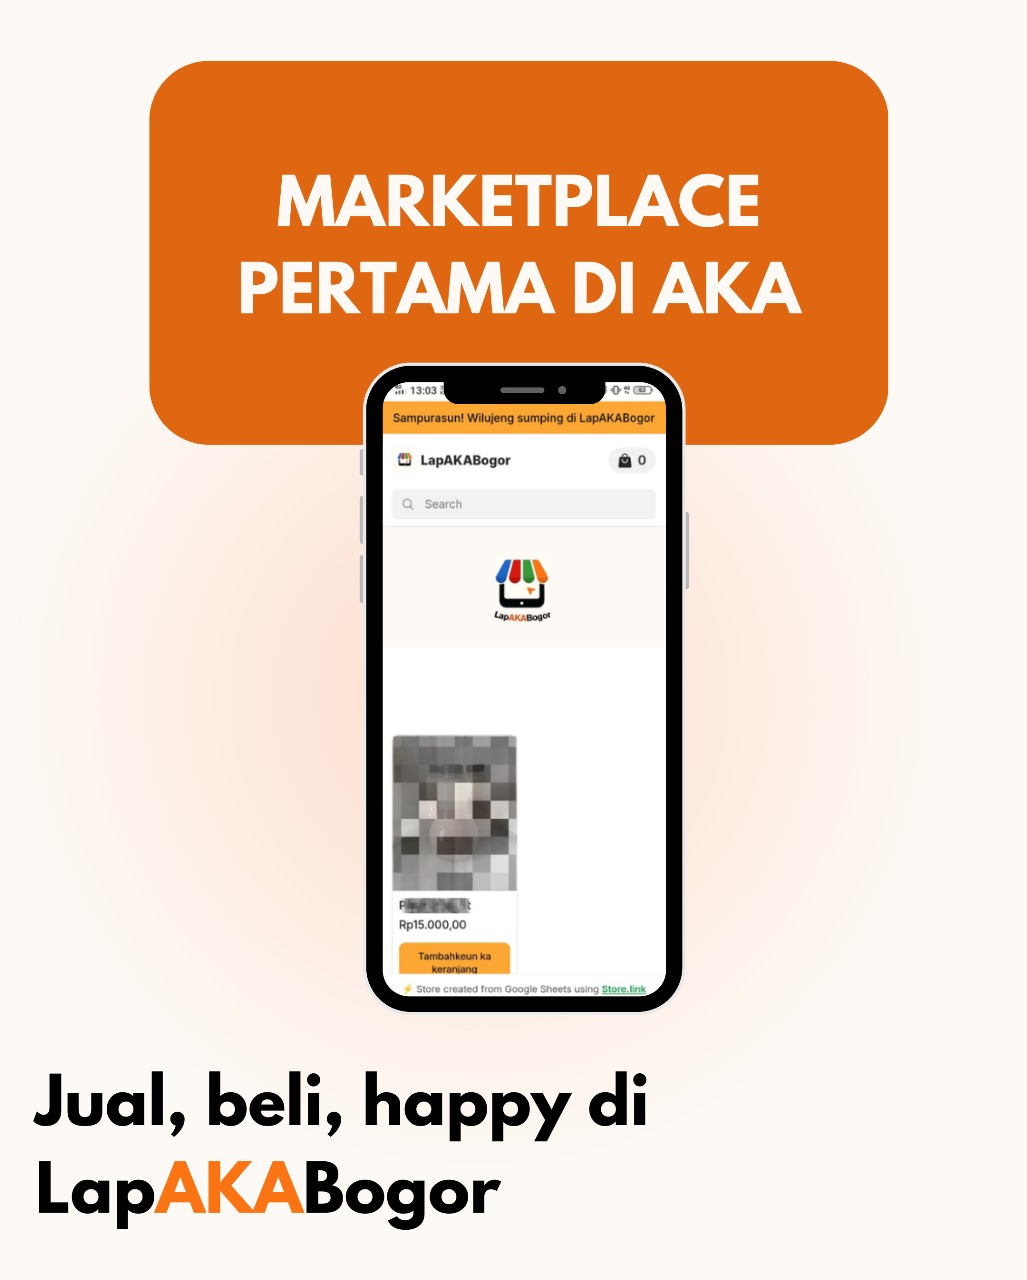 MARKETPLACE
PERTAMA DI AKA
13:03
Sampurasun! Wilujeng sumping di LapAKABogor
LapAKABogor
0
Search
LapAKABogor
Rp15.000,00
Tambahkeun ka
keranjang
⚡ Store created from Google Sheets using Store.link
Jual, beli, happy di
LapAKABogor